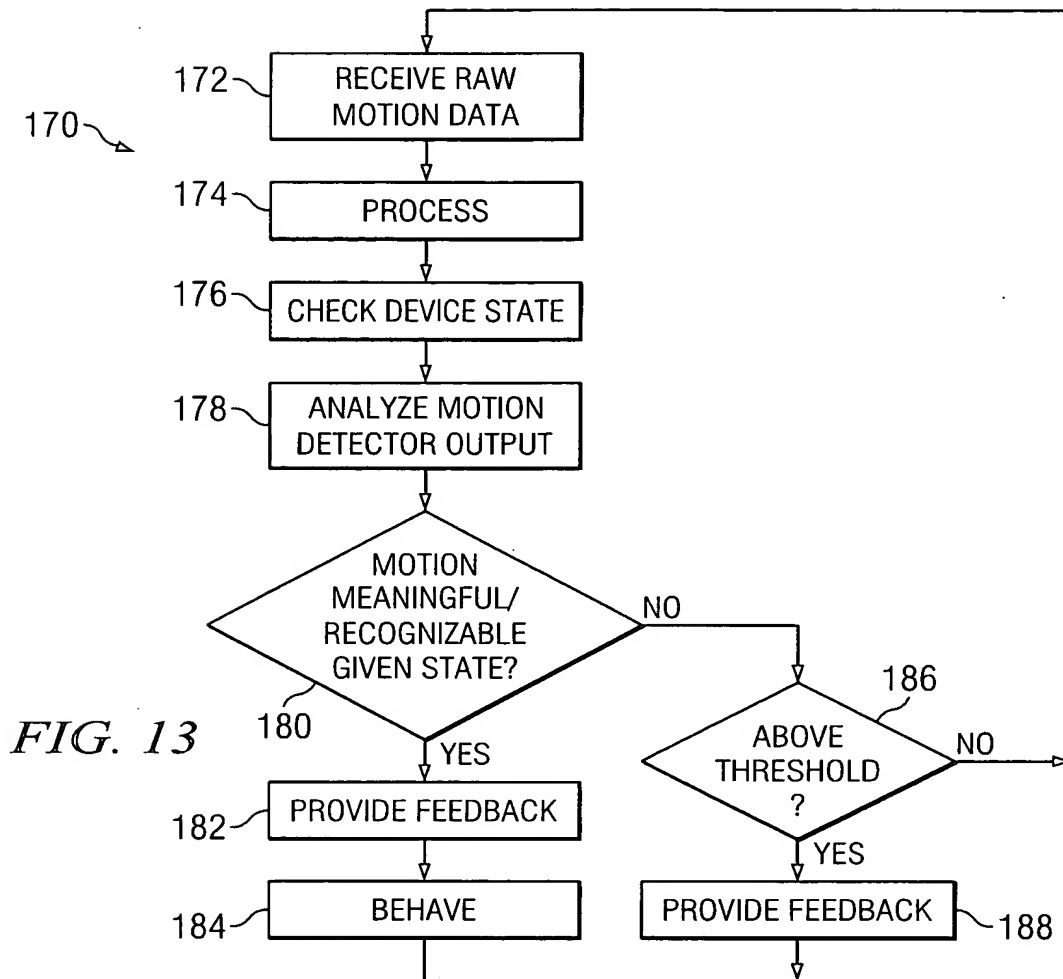 172
RECEIVE RAW
MOTION DATA
170
174
PROCESS
176
CHECK DEVICE STATE
178
ANALYZE MOTION
DETECTOR OUTPUT
MOTION
MEANINGFUL/
RECOGNIZABLE
GIVEN STATE?
NO
180
YES
186
ABOVE
THRESHOLD
?
NO
YES
FIG. 13
182
PROVIDE FEEDBACK
184
BEHAVE
PROVIDE FEEDBACK
188